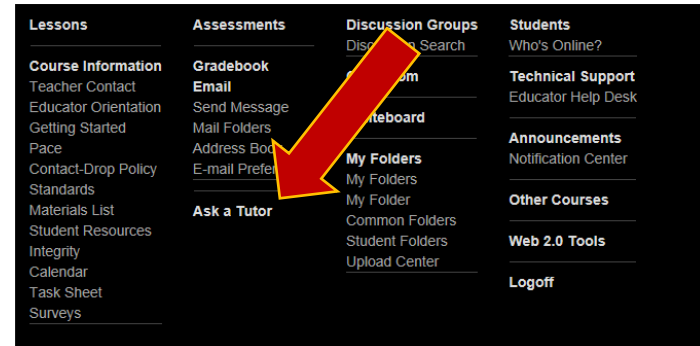 Lessons
Course Information
Teacher Contact
Educator Orientation
Getting Started
Pace
Contact-Drop Policy
Standards
Materials List
Student Resources
Integrity
Calendar
Task Sheet
Surveys
Assessments
Gradebook
Email
Send Message
Mail Folders
Address
E-mail
Ask a Tutor
Discussion Groups
Search
My Folders
My Folders
My Folder
Common Folders
Student Folders
Upload Center
Students
Who's Online?
Technical Support
Educator Help Desk
Announcements
Notification Center
Other Courses
Web 2.0 Tools
Logoff